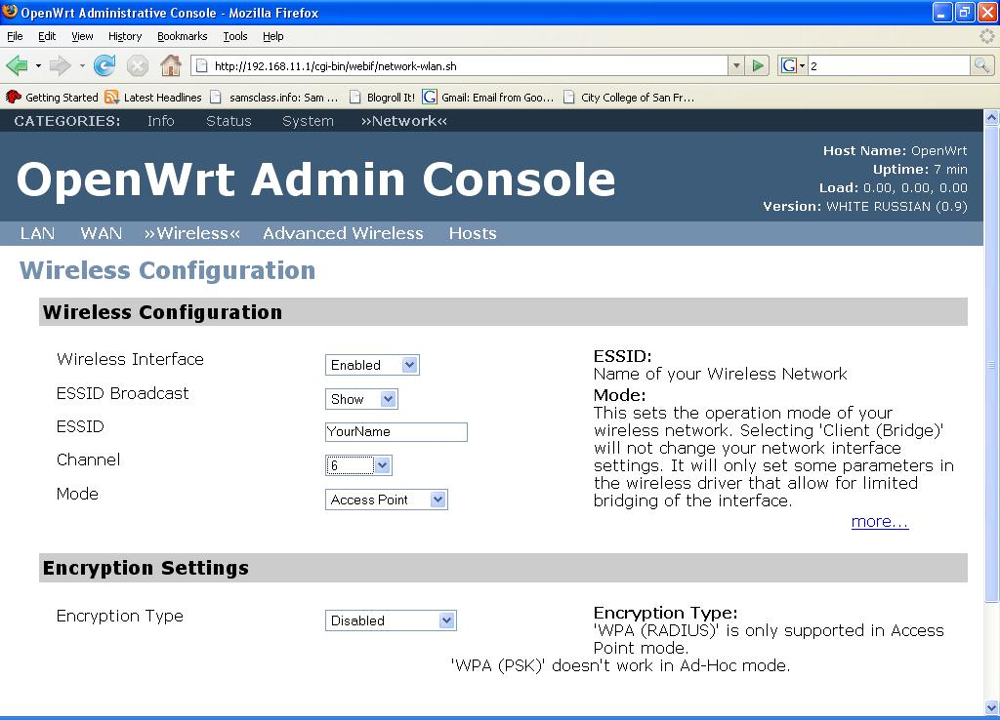 OpenWrt Administrative Console - Mozilla Firefox
File Edit View History Bookmarks Tools Help
http://192.168.11.1/cgi-bin/webif/network-wlan.sh
G 2
Getting Started Latest Headlines samsclass.info: Sam ... Blogroll It! G Gmail: Email from Goo... City College of San Fr...
CATEGORIES: Info Status System »Network«
OpenWrt Admin Console
Host Name: OpenWrt
Uptime: 7 min
Load: 0.00, 0.00, 0.00
Version: WHITE RUSSIAN (0.9)
LAN WAN »Wireless« Advanced Wireless Hosts
Wireless Configuration
Wireless Configuration
Wireless Interface Enabled
ESSID Broadcast Show
ESSID YourName
Channel 6
Mode Access Point
ESSID:
Name of your Wireless Network
Mode:
This sets the operation mode of your
wireless network. Selecting 'Client (Bridge)'
will not change your network interface
settings. It will only set some parameters in
the wireless driver that allow for limited
bridging of the interface.
more...
Encryption Settings
Encryption Type Disabled
Encryption Type:
'WPA (RADIUS)' is only supported in Access
Point mode.
'WPA (PSK)' doesn't work in Ad-Hoc mode.